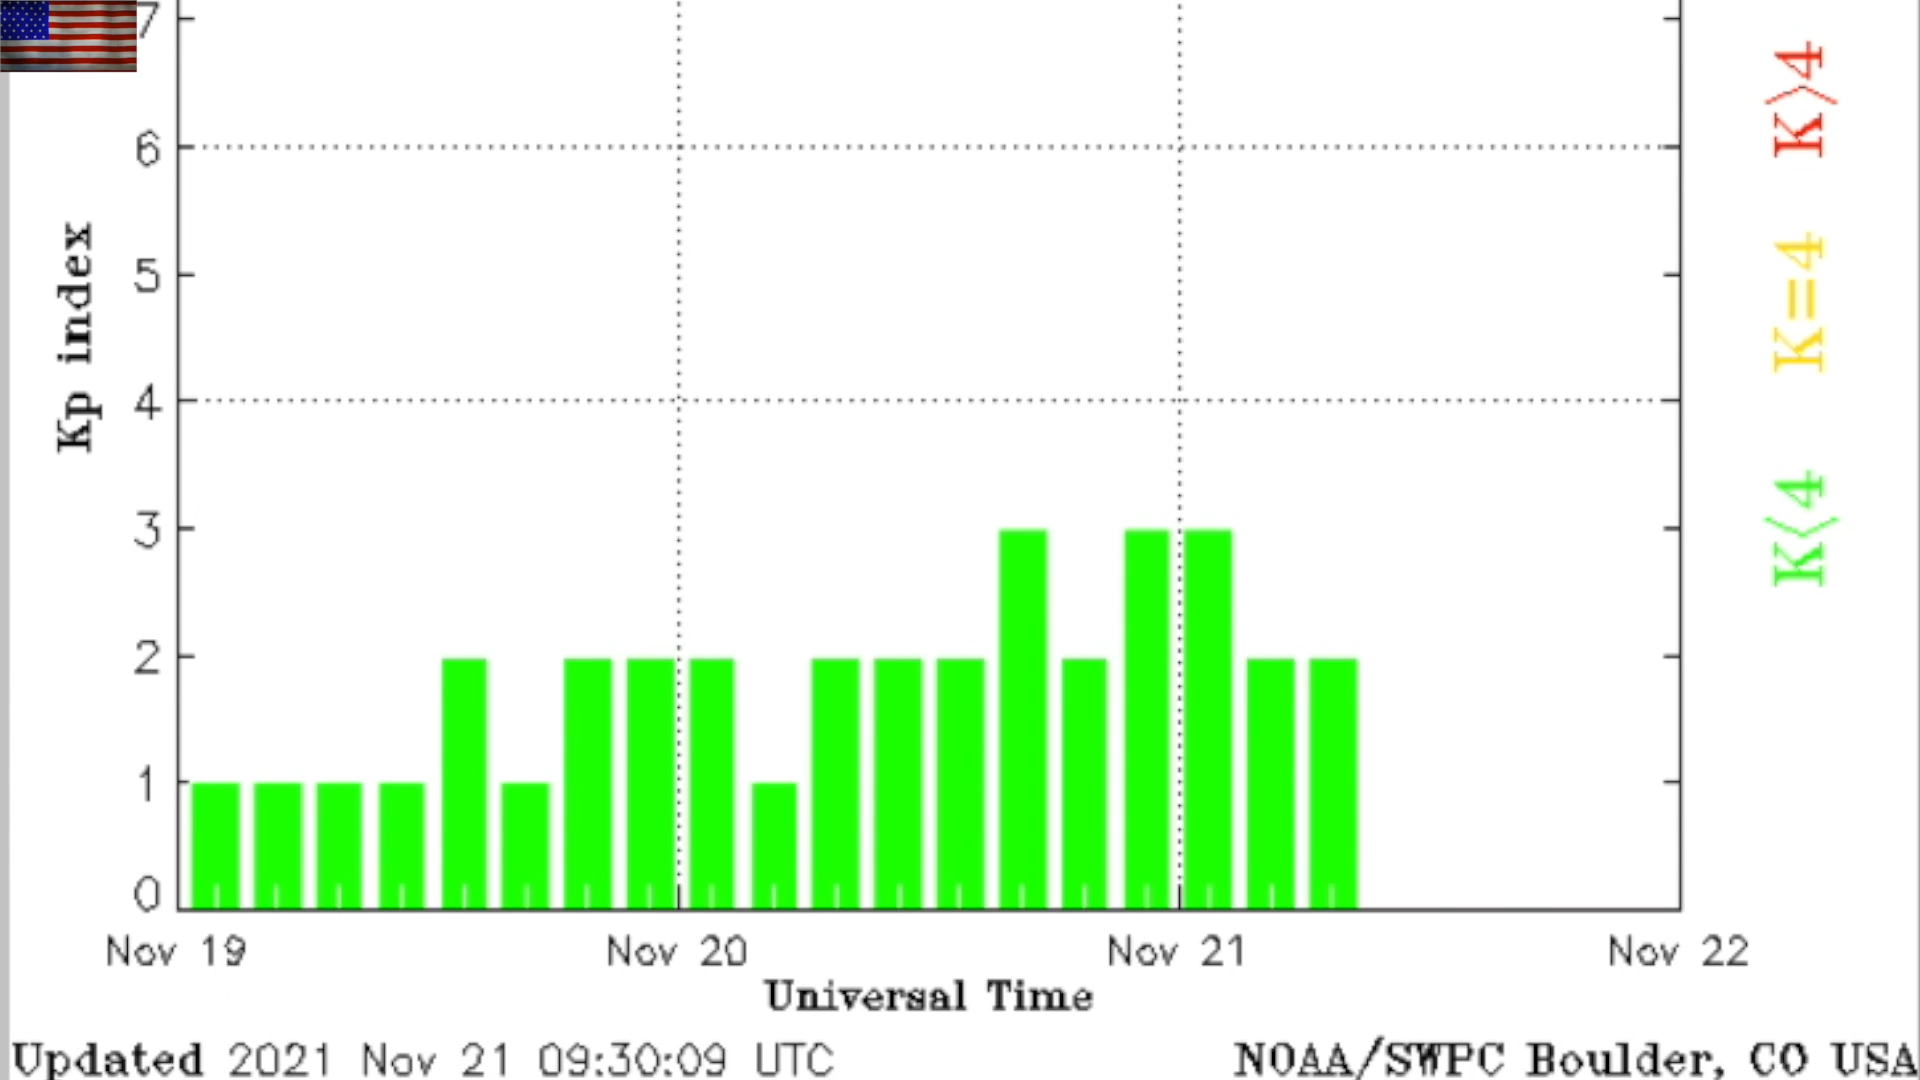 7
6
5
4
3
2
1
0
Kp index
K>4
K=4
K<4
Nov 19 Nov 20 Nov 21 Nov 22
Universal Time
Updated 2021 Nov 21 09:30:09 UTC
NOAA/SWPC Boulder, CO USA